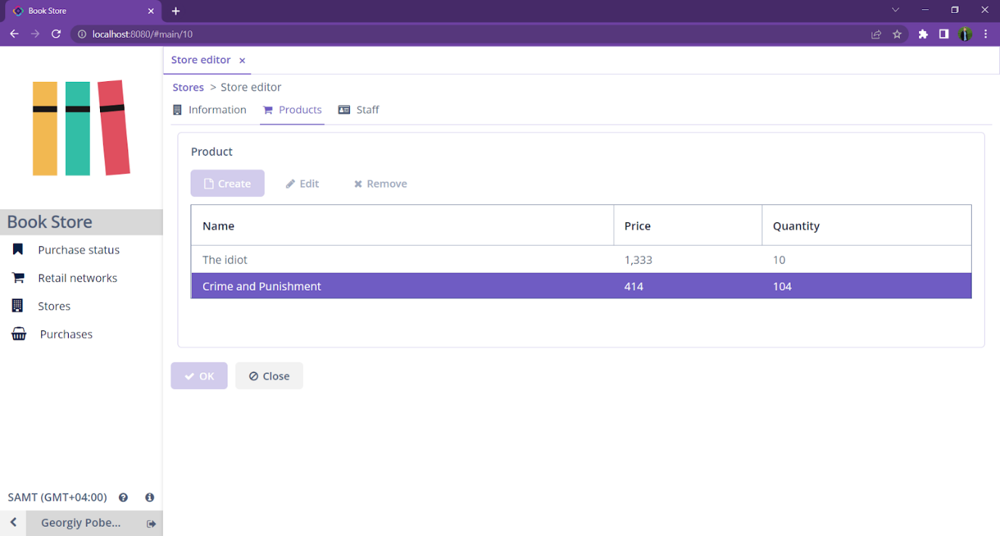 Book Store
localhost:8080/#main/10
Store editor
Stores > Store editor
Information Products Staff
Product
Create Edit Remove
Name Price Quantity
The idiot 1,333 10
Crime and Punishment 414 104
OK Close
Book Store
Purchase status
Retail networks
Stores
Purchases
SAMT (GMT+04:00)
Georgiy Pobe...